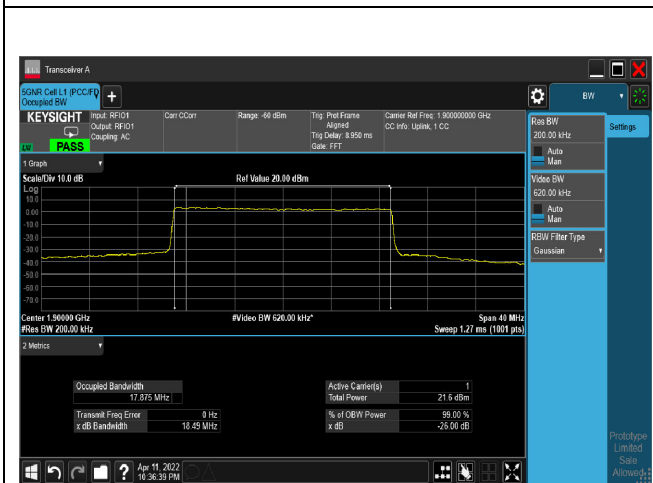 Transceiver A
5GNR Cell L1 (PCC/FD
Occupied BW
BW
KEYSIGHT
Input: RFIO1
Output: RFIO1
Coupling: AC
Corr CCorr
Range: -60 dBm
Trig: Pret Frame
Aligned
Trig Delay: 8.950 ms
Gate: FFT
Carrier Ref Freq: 1.900000000 GHz
CC Info: Uplink, 1 CC
PASS
Res BW
200.00 kHz
Auto
Man
Settings
1 Graph
Scale/Div 10.0 dB
Ref Value 20.00 dBm
Video BW
620.00 kHz
Auto
Man
Log
10.0
0.00
-10.0
-20.0
-30.0
-40.0
-50.0
-60.0
-70.0
RBW Filter Type
Gaussian
Center 1.90000 GHz
#Video BW 620.00 kHz*
Span 40 MHz
#Res BW 200.00 kHz
Sweep 1.27 ms (1001 pts)
2 Metrics
Occupied Bandwidth
17.875 MHz
Active Carrier(s) 1
Total Power 21.6 dBm
Transmit Freq Error 0 Hz
x dB Bandwidth 18.49 MHz
% of OBW Power 99.00 %
x dB -26.00 dB
Prototype
Limited
Sale
Allowed
Apr 11, 2022
10:36:39 PM